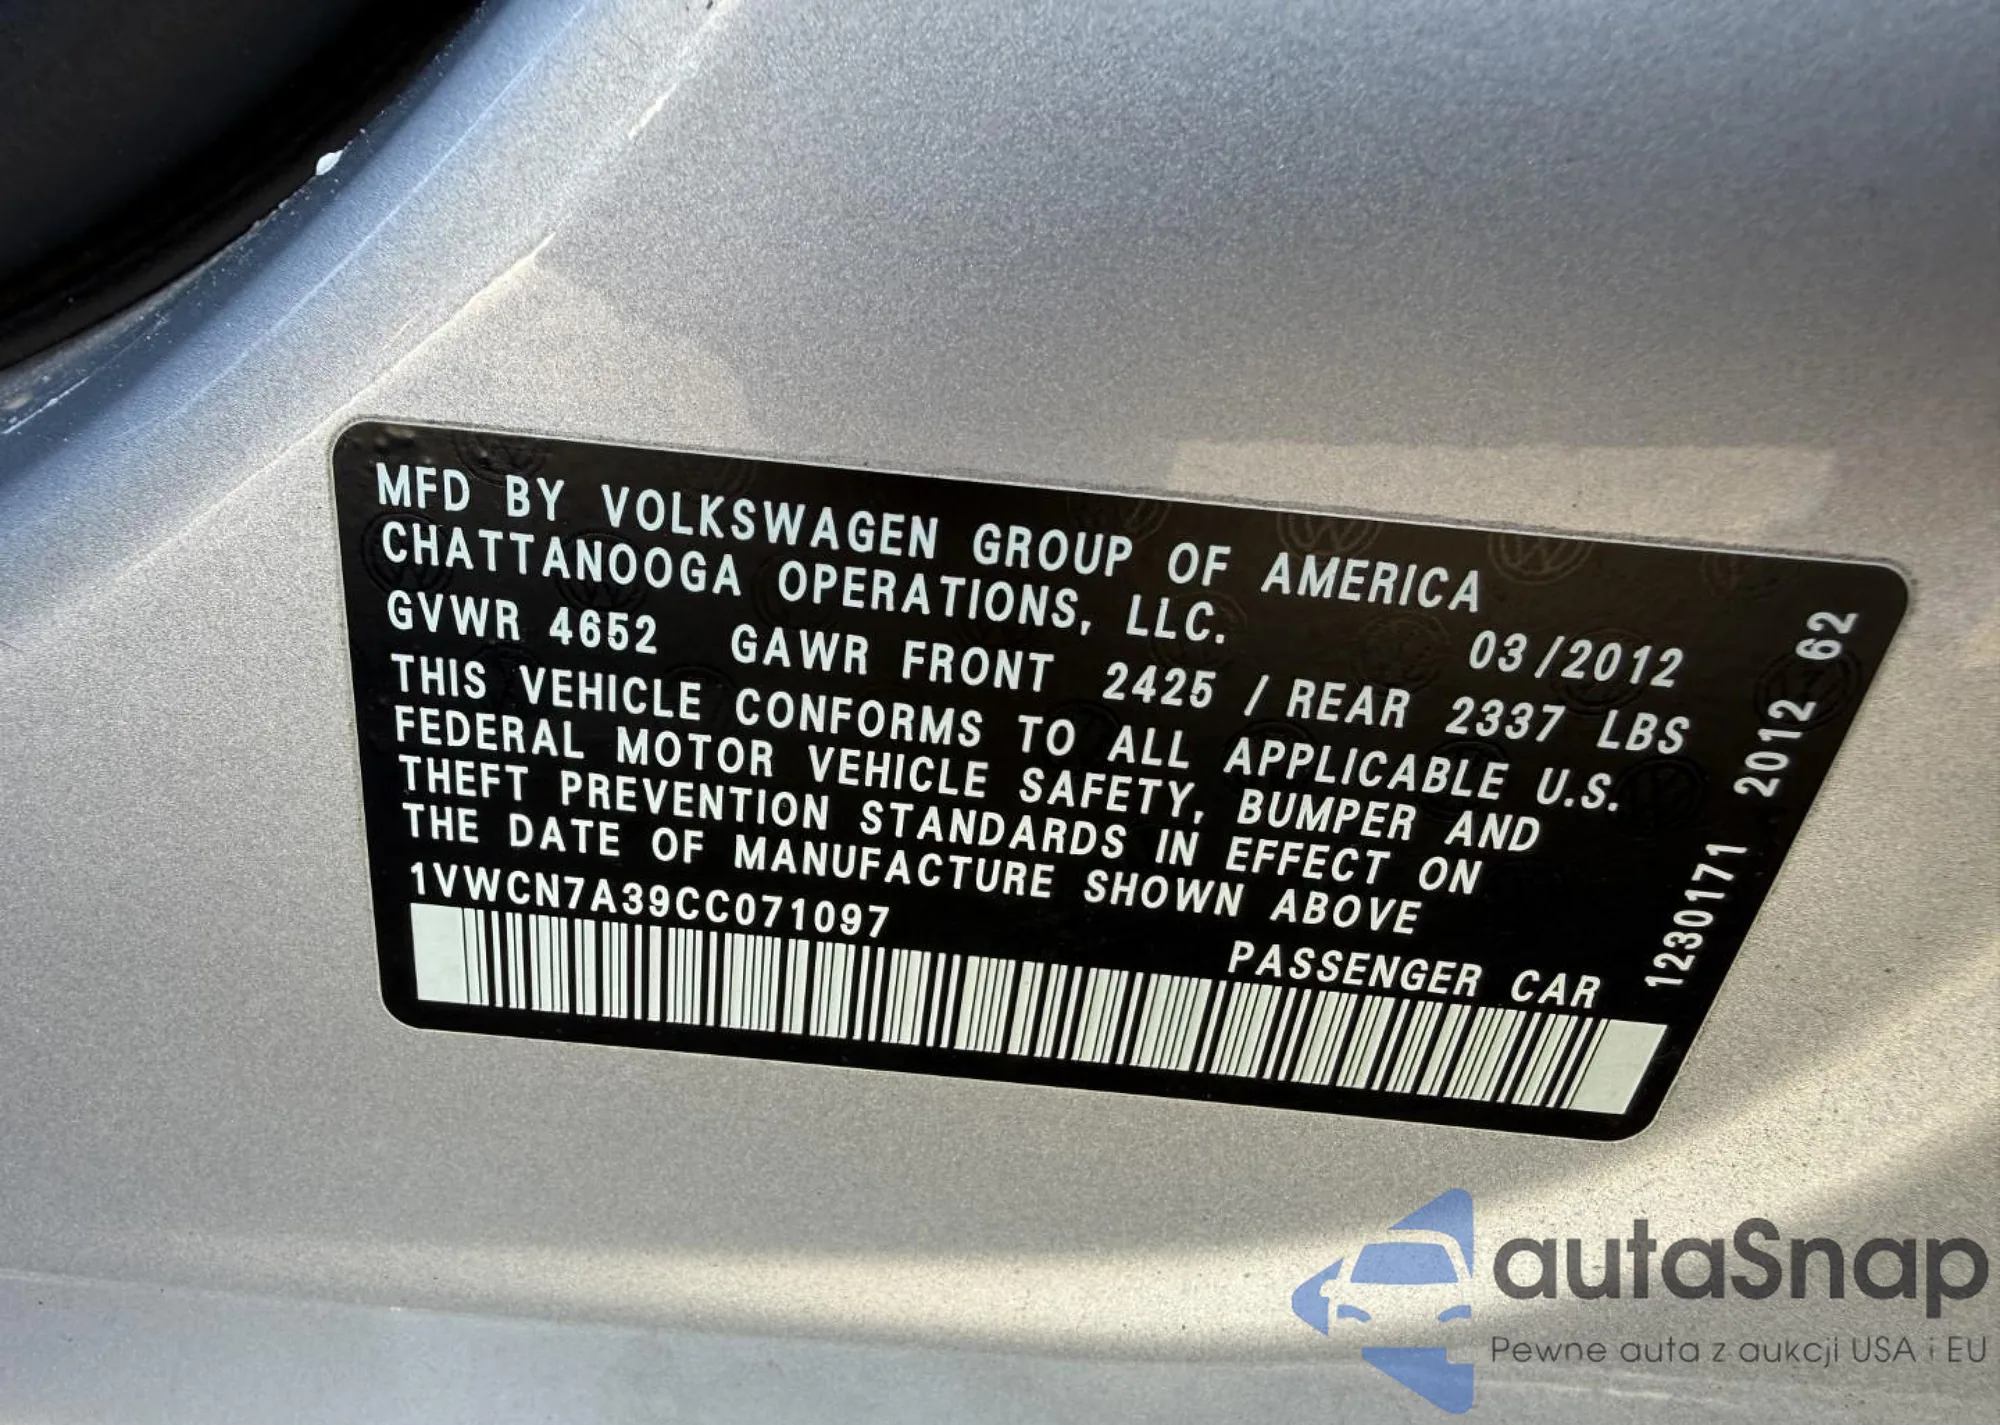 MFD BY VOLKSWAGEN GROUP OF AMERICA
CHATTANOOGA OPERATIONS, LLC.
03/2012
GVWR 4652 GAWR FRONT 2425 / REAR 2337 LBS
THIS VEHICLE CONFORMS TO ALL APPLICABLE U.S.
FEDERAL MOTOR VEHICLE SAFETY, BUMPER AND
THEFT PREVENTION STANDARDS IN EFFECT ON
THE DATE OF MANUFACTURE SHOWN ABOVE
1VWCN7A39CC071097
PASSENGER CAR
1230171 2012 62
autaSnap
Pewne auta z aukcji USA i EU